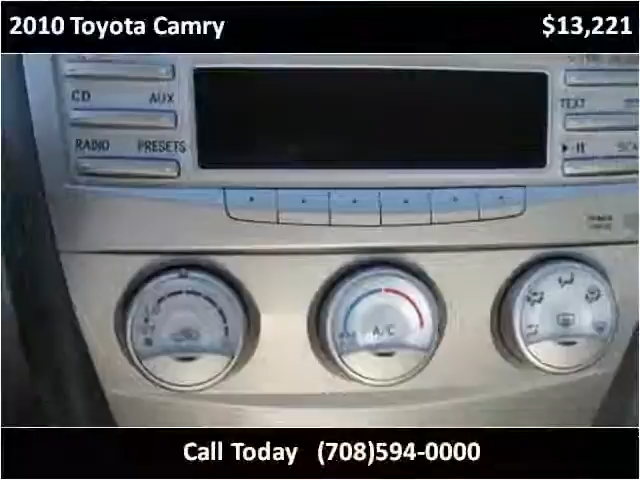 2010 Toyota Camry $13,221
CD AUX TEXT
RADIO PRESETS
A/C
Call Today (708)594-0000